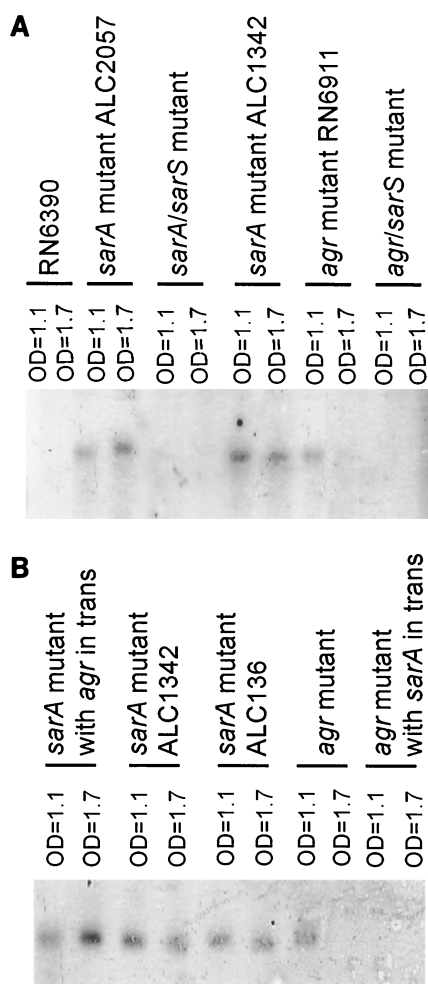 A
RN6390
sarA mutant ALC2057
sarA/sarS mutant
sarA mutant ALC1342
agr mutant RN6911
agr/sarS mutant
OD=1.1
OD=1.7
OD=1.1
OD=1.7
OD=1.1
OD=1.7
OD=1.1
OD=1.7
OD=1.1
OD=1.7
OD=1.1
OD=1.7
B
sarA mutant
with agr in trans
sarA mutant
ALC1342
sarA mutant
ALC136
agr mutant
agr mutant
with sarA in trans
OD=1.1
OD=1.7
OD=1.1
OD=1.7
OD=1.1
OD=1.7
OD=1.1
OD=1.7
OD=1.1
OD=1.7